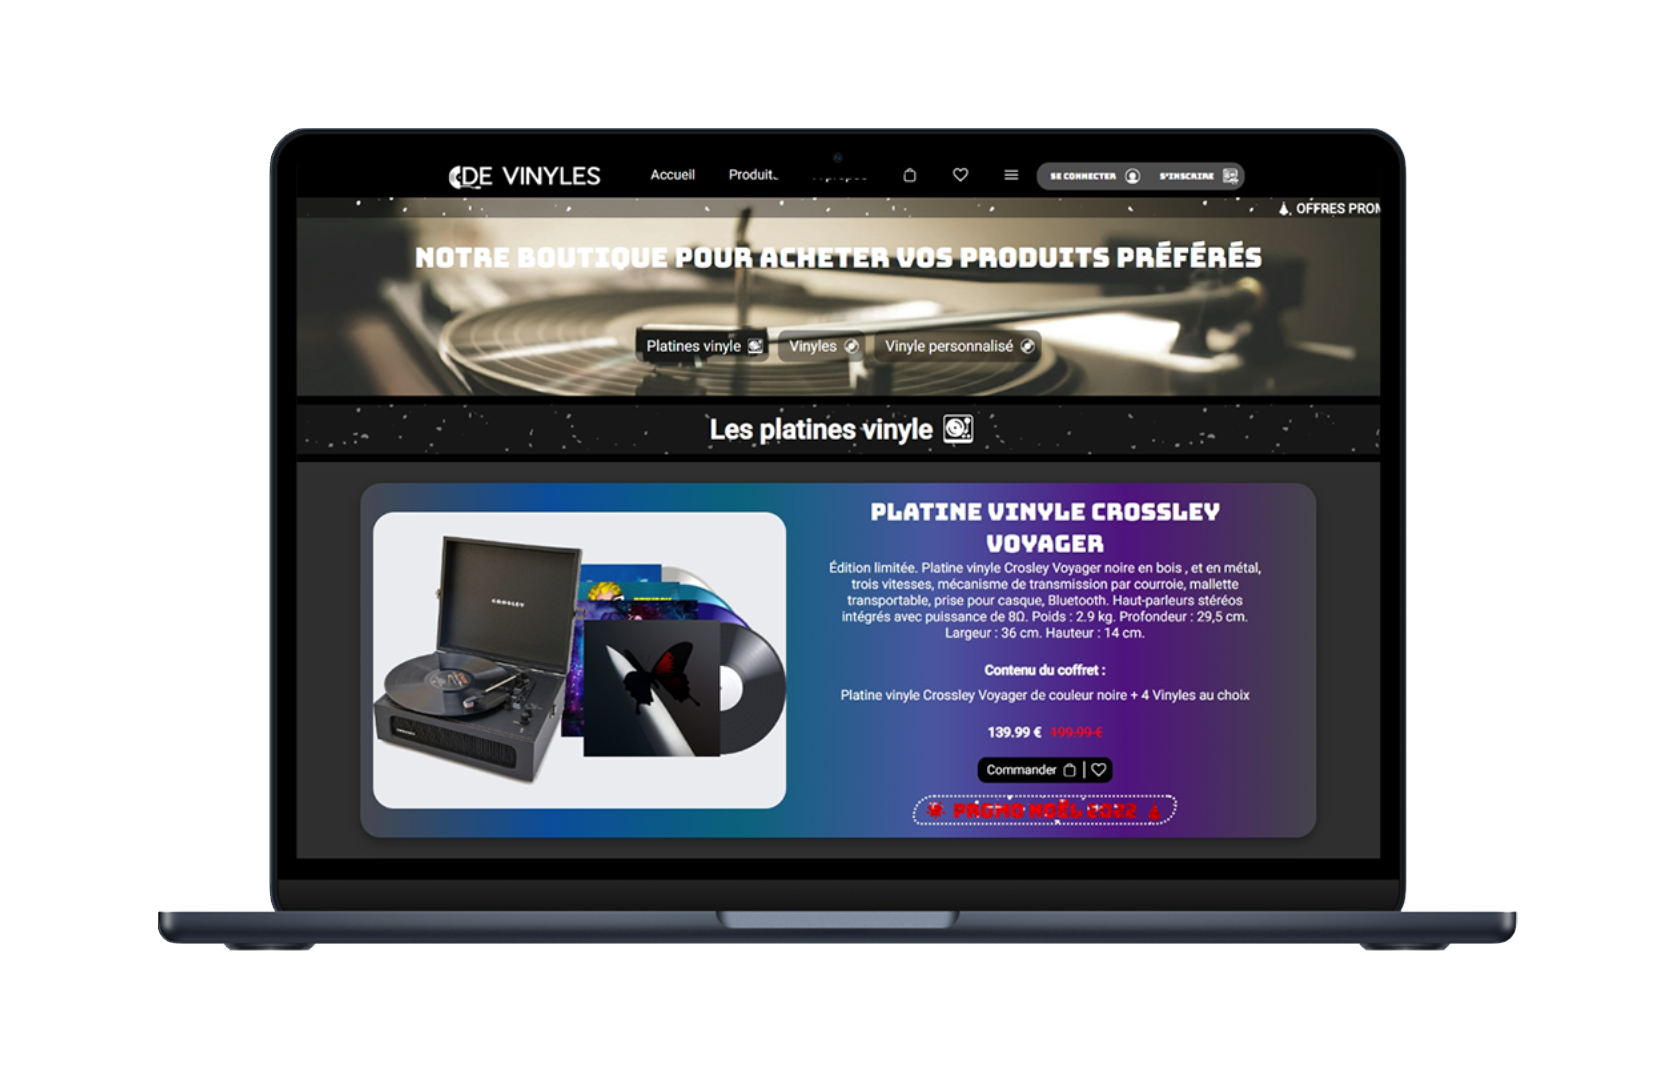 DE VINYLES
Accueil
Produit
SE CONNECTER
S'INSCRIRE
OFFRES PROM
NOTRE BOUTIQUE POUR ACHETER VOS PRODUITS PRÉFÉRÉS
Platines vinyle
Vinyles
Vinyle personnalisé
Les platines vinyle
PLATINE VINYLE CROSSLEY
VOYAGER
Édition limitée. Platine vinyle Crosley Voyager noire en bois , et en métal,
trois vitesses, mécanisme de transmission par courroie, mallette
transportable, prise pour casque, Bluetooth. Haut-parleurs stéréos
intégrés avec puissance de 8Ω. Poids : 2.9 kg. Profondeur : 29,5 cm.
Largeur : 36 cm. Hauteur : 14 cm.
Contenu du coffret :
Platine vinyle Crossley Voyager de couleur noire + 4 Vinyles au choix
139.99 € 199.99 €
Commander
PROMO NOËL 2022
CROSLEY